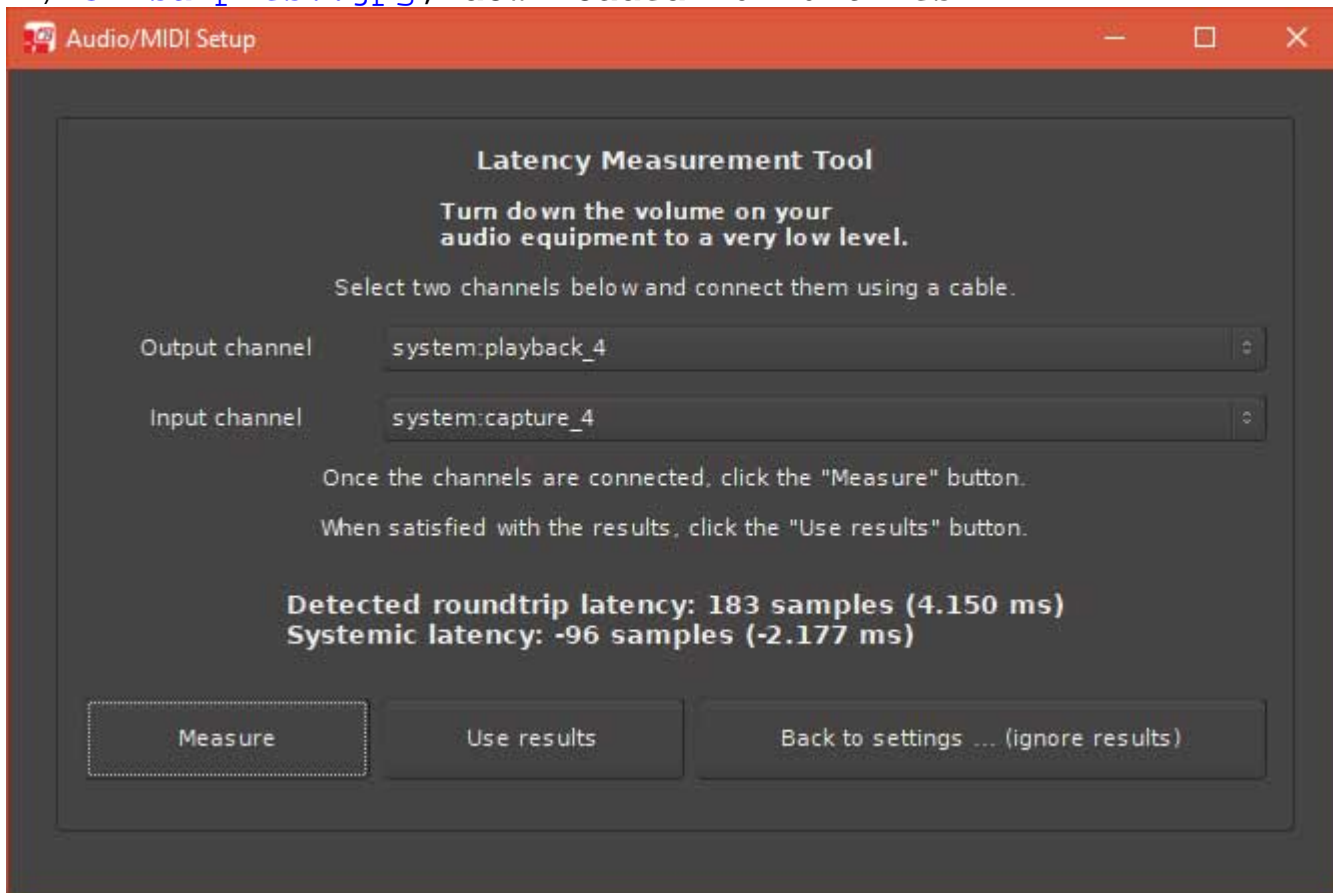 Audio/MIDI Setup
Latency Measurement Tool
Turn down the volume on your
audio equipment to a very low level.
Select two channels below and connect them using a cable.
Output channel system:playback_4
Input channel system:capture_4
Once the channels are connected, click the "Measure" button.
When satisfied with the results, click the "Use results" button.
Detected roundtrip latency: 183 samples (4.150 ms)
Systemic latency: -96 samples (-2.177 ms)
Measure Use results Back to settings ... (ignore results)